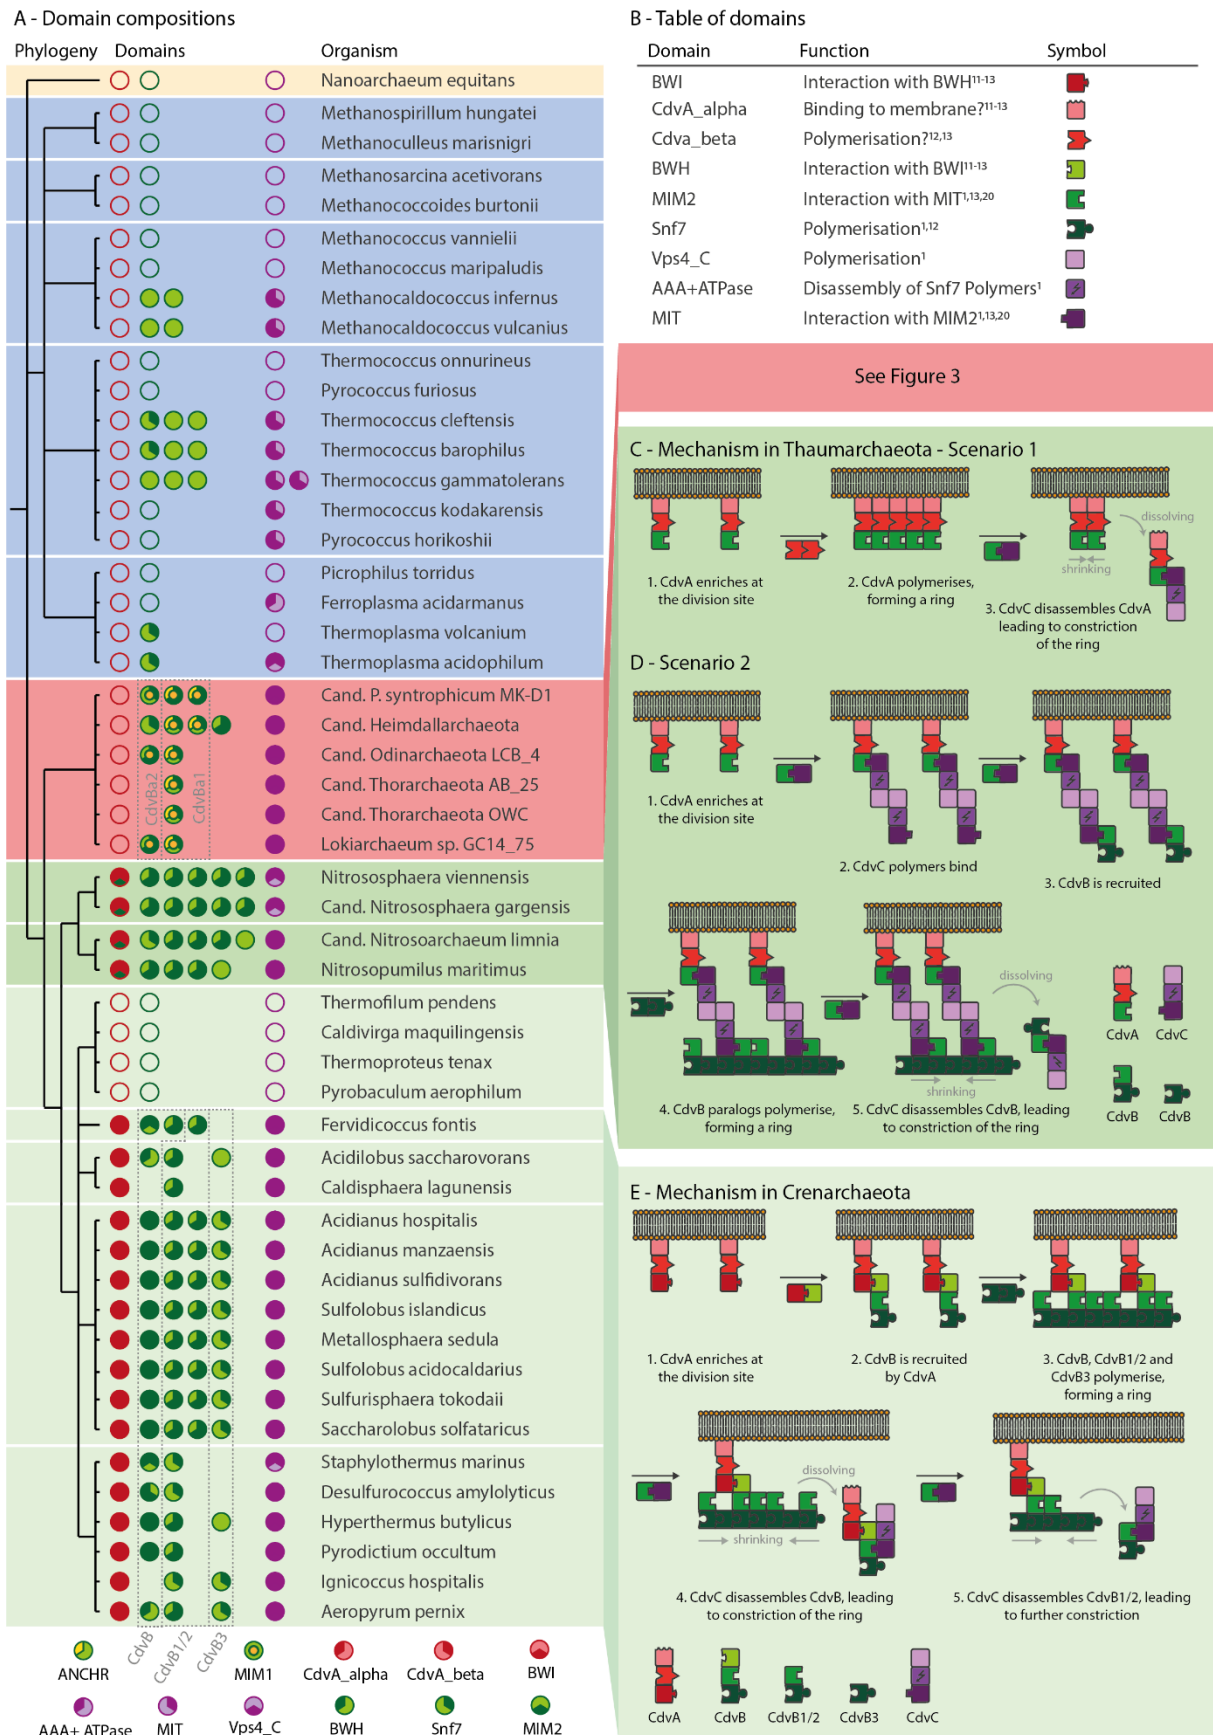 A - Domain compositions
Phylogeny Domains Organism
Nanoarchaeum equitans
Methanospirillum hungatei
Methanoculleus marisnigri
Methanosarcina acetivorans
Methanococcoides burtonii
Methanococcus vannielii
Methanococcus maripaludis
Methanocaldococcus infernus
Methanocaldococcus vulcanius
Thermococcus onnurineus
Pyrococcus furiosus
Thermococcus cleftensis
Thermococcus barophilus
Thermococcus gammatolerans
Thermococcus kodakarensis
Pyrococcus horikoshii
Picrophilus torridus
Ferroplasma acidarmanus
Thermoplasma volcanium
Thermoplasma acidophilum
Cand. P. syntrophicum MK-D1
Cand. Heimdallarchaeota
Cand. Odinarchaeota LCB_4
Cand. Thorarchaeota AB_25
Cand. Thorarchaeota OWC
Lokiarchaeum sp. GC14_75
CdvBa2
CdvBa1
Nitrososphaera viennensis
Cand. Nitrososphaera gargensis
Cand. Nitrosoarchaeum limnia
Nitrosopumilus maritimus
Thermofilum pendens
Caldivirga maquilingensis
Thermoproteus tenax
Pyrobaculum aerophilum
Fervidicoccus fontis
Acidilobus saccharovorans
Caldisphaera lagunensis
Acidianus hospitalis
Acidianus manzaensis
Acidianus sulfidivorans
Sulfolobus islandicus
Metallosphaera sedula
Sulfolobus acidocaldarius
Sulfurisphaera tokodaii
Saccharolobus solfataricus
Staphylothermus marinus
Desulfurococcus amylolyticus
Hyperthermus butylicus
Pyrodictium occultum
Ignicoccus hospitalis
Aeropyrum pernix
CdvB
CdvB1/2
CdvB3
ANCHR MIM1 CdvA_alpha CdvA_beta BWI
AAA+ ATPase MIT Vps4_C BWH Snf7 MIM2
B - Table of domains
Domain Function Symbol
BWI Interaction with BWH11-13
CdvA_alpha Binding to membrane?11-13
Cdva_beta Polymerisation?12,13
BWH Interaction with BWI11-13
MIM2 Interaction with MIT1,13,20
Snf7 Polymerisation1,12
Vps4_C Polymerisation1
AAA+ATPase Disassembly of Snf7 Polymers1
MIT Interaction with MIM21,13,20
See Figure 3
C - Mechanism in Thaumarchaeota - Scenario 1
dissolving
shrinking
1. CdvA enriches at
the division site
2. CdvA polymerises,
forming a ring
3. CdvC disassembles CdvA
leading to constriction
of the ring
D - Scenario 2
1. CdvA enriches at
the division site
2. CdvC polymers bind
3. CdvB is recruited
dissolving
shrinking
4. CdvB paralogs polymerise,
forming a ring
5. CdvC disassembles CdvB, leading
to constriction of the ring
CdvA CdvC
CdvB CdvB
E - Mechanism in Crenarchaeota
1. CdvA enriches at
the division site
2. CdvB is recruited
by CdvA
3. CdvB, CdvB1/2 and
CdvB3 polymerise,
forming a ring
dissolving
shrinking
4. CdvC disassembles CdvB, leading
to constriction of the ring
5. CdvC disassembles CdvB1/2, leading
to further constriction
CdvA CdvB CdvB1/2 CdvB3 CdvC